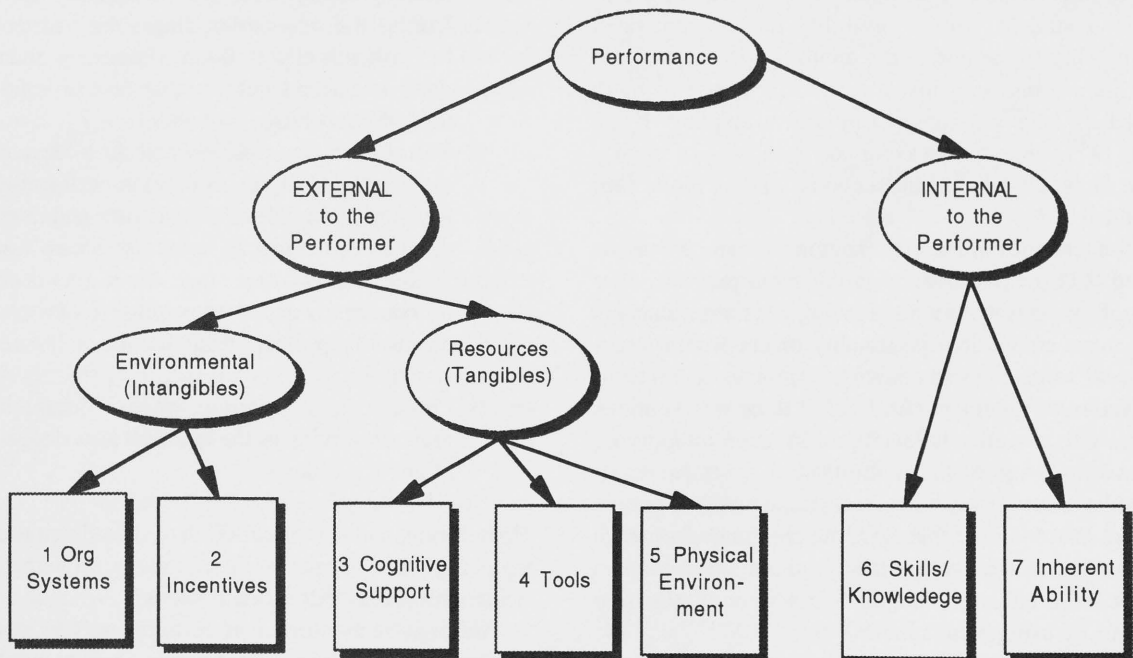 Performance
EXTERNAL
to the
Performer
INTERNAL
to the
Performer
Environmental
(Intangibles)
Resources
(Tangibles)
1 Org
Systems
2
Incentives
3 Cognitive
Support
4 Tools
5 Physical
Environ-
ment
6 Skills/
Knowledege
7 Inherent
Ability